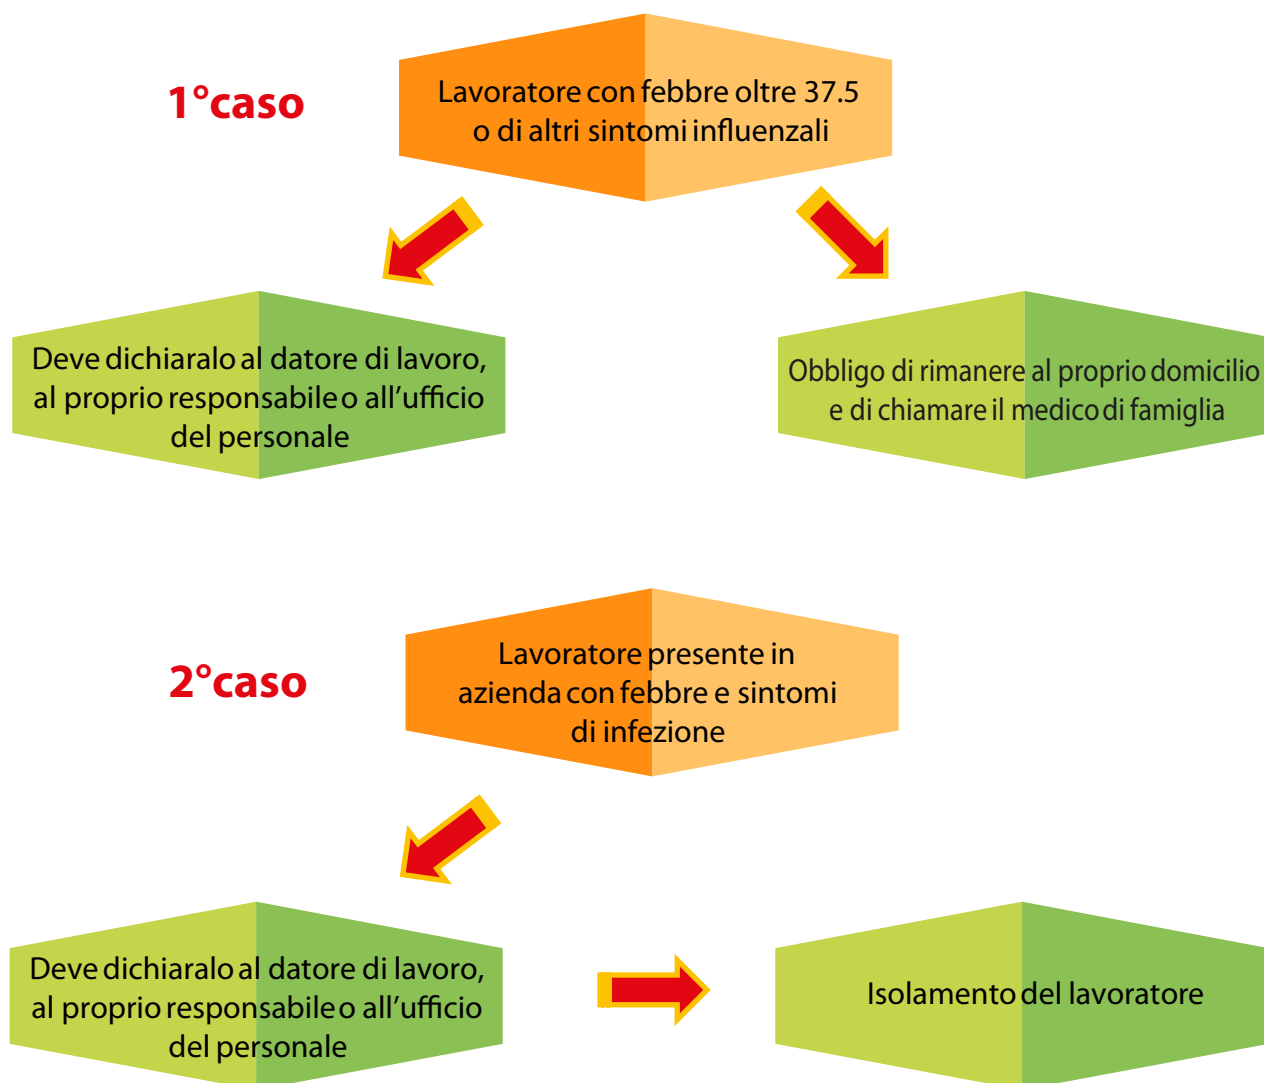 1°caso
Lavoratore con febbre oltre 37.5
o di altri sintomi influenzali
Deve dichiaralo al datore di lavoro,
al proprio responsabile o all'ufficio
del personale
Obbligo di rimanere al proprio domicilio
e di chiamare il medico di famiglia
2°caso
Lavoratore presente in
azienda con febbre e sintomi
di infezione
Deve dichiaralo al datore di lavoro,
al proprio responsabile o all'ufficio
del personale
Isolamento del lavoratore